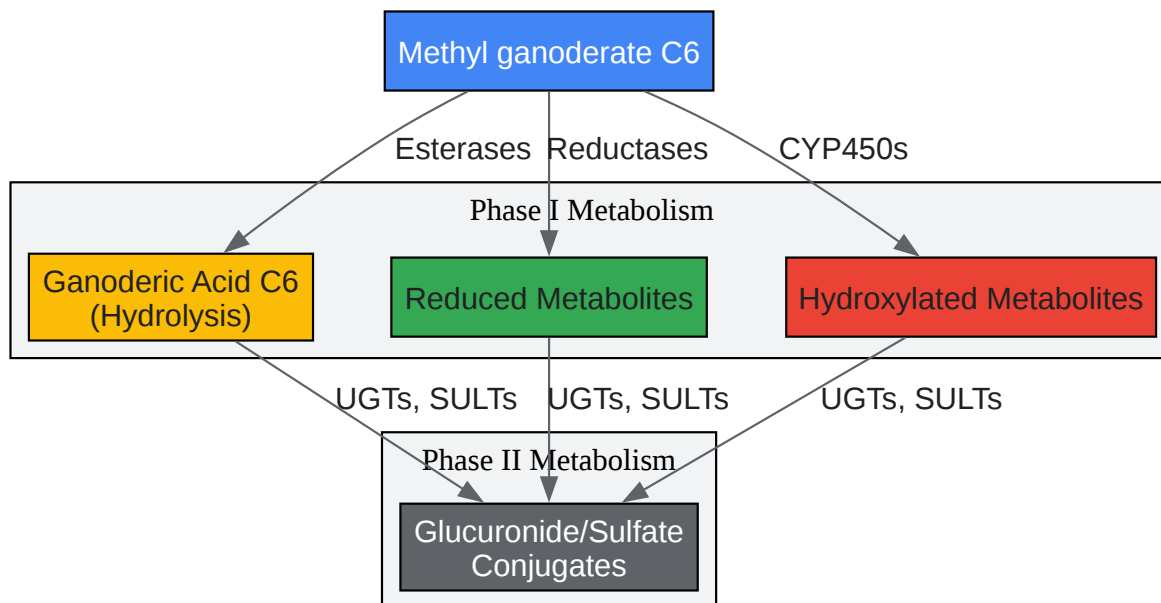 Methyl ganoderate C6
Esterases
Reductases
CYP450s
Phase I Metabolism
Ganoderic Acid C6
(Hydrolysis)
Reduced Metabolites
Hydroxylated Metabolites
UGTs, SULTs
UGTs, SULTs
UGTs, SULTs
Phase II Metabolism
Glucuronide/Sulfate
Conjugates